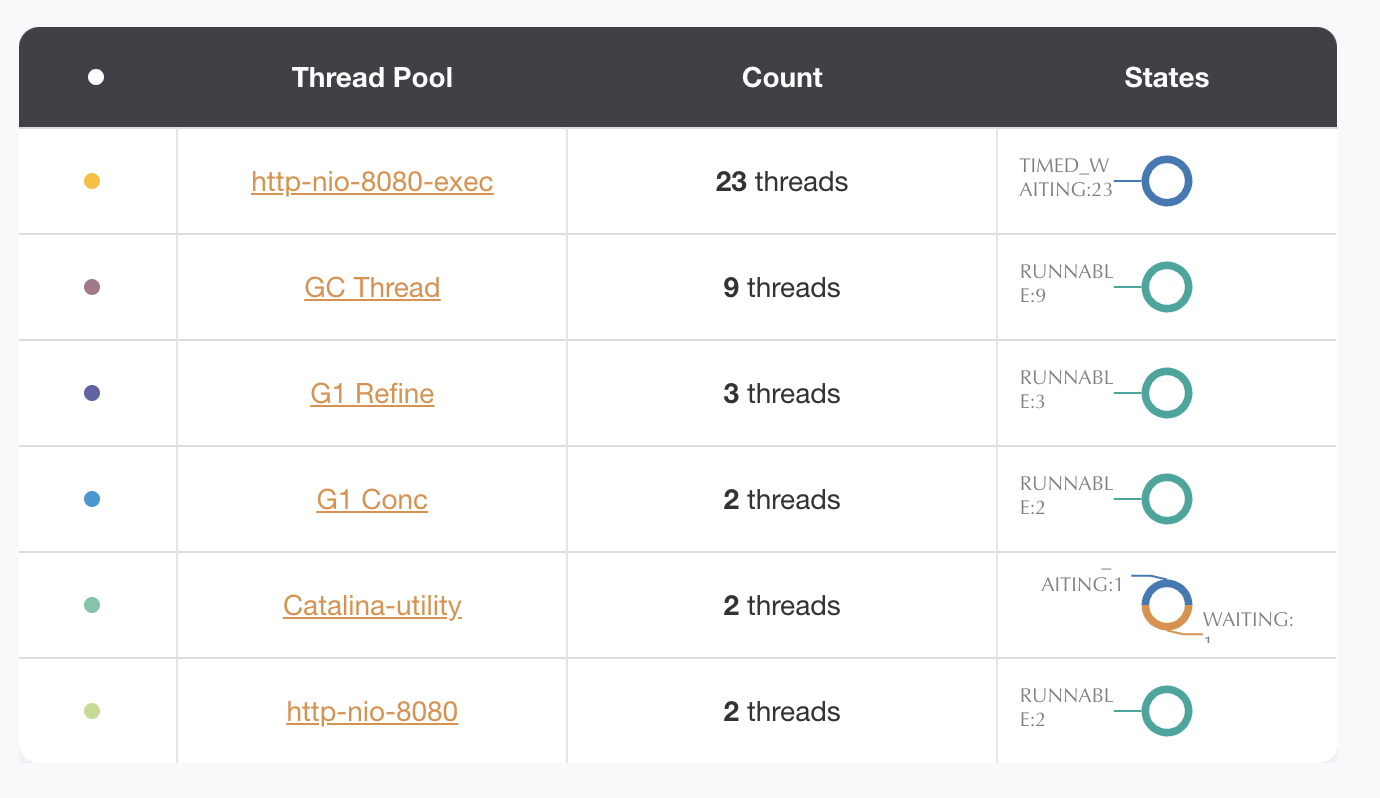 Thread Pool Count States
http-nio-8080-exec 23 threads TIMED_W
AITING:23
GC Thread 9 threads RUNNABL
E:9
G1 Refine 3 threads RUNNABL
E:3
G1 Conc 2 threads RUNNABL
E:2
Catalina-utility 2 threads AITING:1
WAITING:
http-nio-8080 2 threads RUNNABL
E:2